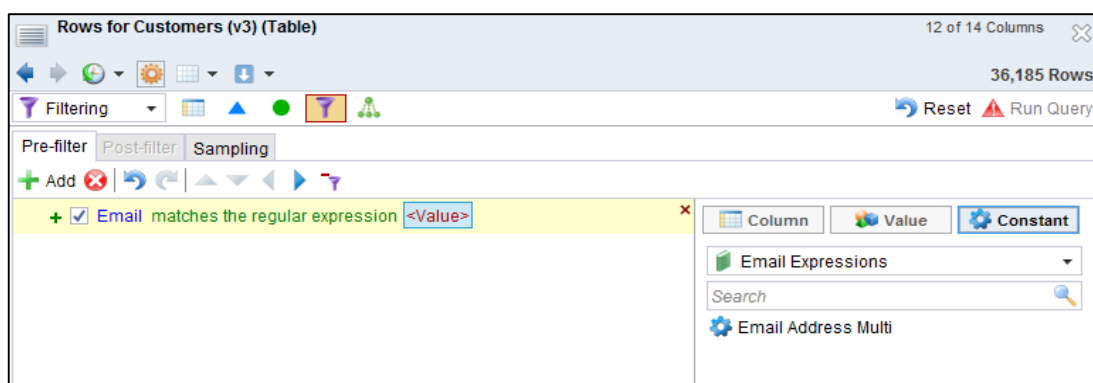 Rows for Customers (v3) (Table) 12 of 14 Columns
36,185 Rows
Filtering Reset Run Query
Pre-filter Post-filter Sampling
Add
Email matches the regular expression <Value>
Column Value Constant
Email Expressions
Search
Email Address Multi